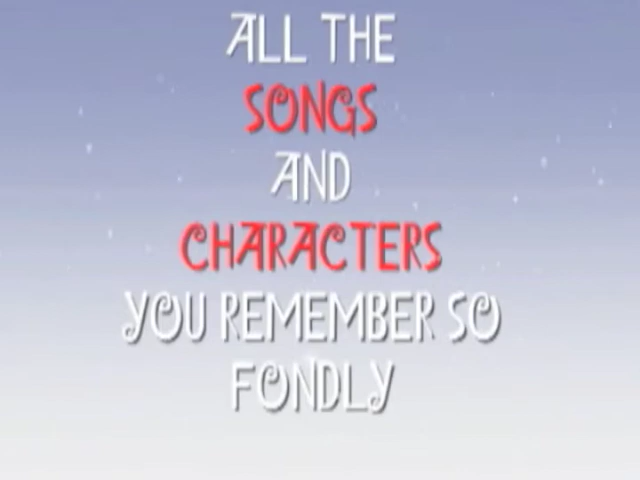 ALL THE
SONGS
AND
CHARACTERS
YOU REMEMBER SO
FONDLY